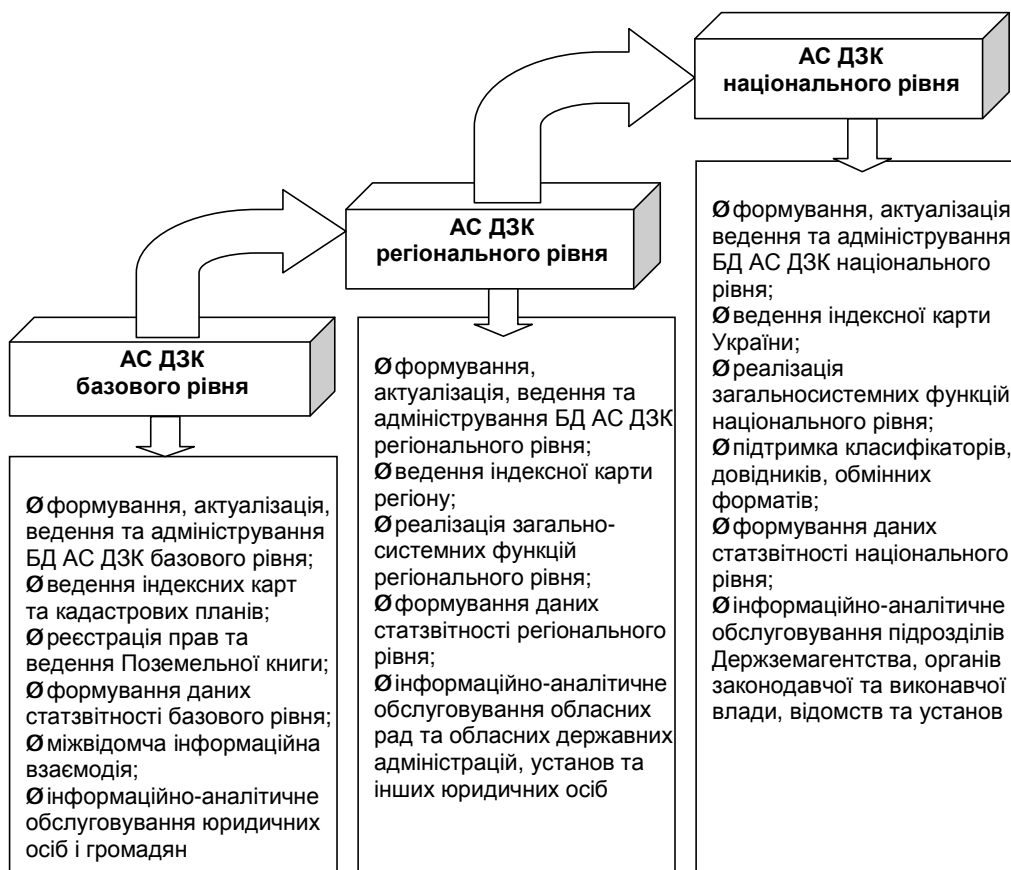 АС ДЗК
національного рівня
АС ДЗК
регіонального рівня
АС ДЗК
базового рівня
Øформування, актуалізація,
ведення та адміністрування
БД АС ДЗК базового рівня;
Øведення індексних карт
та кадастрових планів;
Øреєстрація прав та
ведення Поземельної книги;
Øформування даних
статзвітності базового рівня;
Øміжвідомча інформаційна
взаємодія;
Øінформаційно-аналітичне
обслуговування юридичних
осіб і громадян
Øформування,
актуалізація, ведення та
адміністрування БД АС ДЗК
регіонального рівня;
Øведення індексної карти
регіону;
Øреалізація загально-
системних функцій
регіонального рівня;
Øформування даних
статзвітності регіонального
рівня;
Øінформаційно-аналітичне
обслуговування обласних
рад та обласних державних
адміністрацій, установ та
інших юридичних осіб
Øформування, актуалізація
ведення та адміністрування
БД АС ДЗК національного
рівня;
Øведення індексної карти
України;
Øреалізація
загальносистемних функцій
національного рівня;
Øпідтримка класифікаторів,
довідників, обмінних
форматів;
Øформування даних
статзвітності національного
рівня;
Øінформаційно-аналітичне
обслуговування підрозділів
Держземагентства, органів
законодавчої та виконавчої
влади, відомств та установ